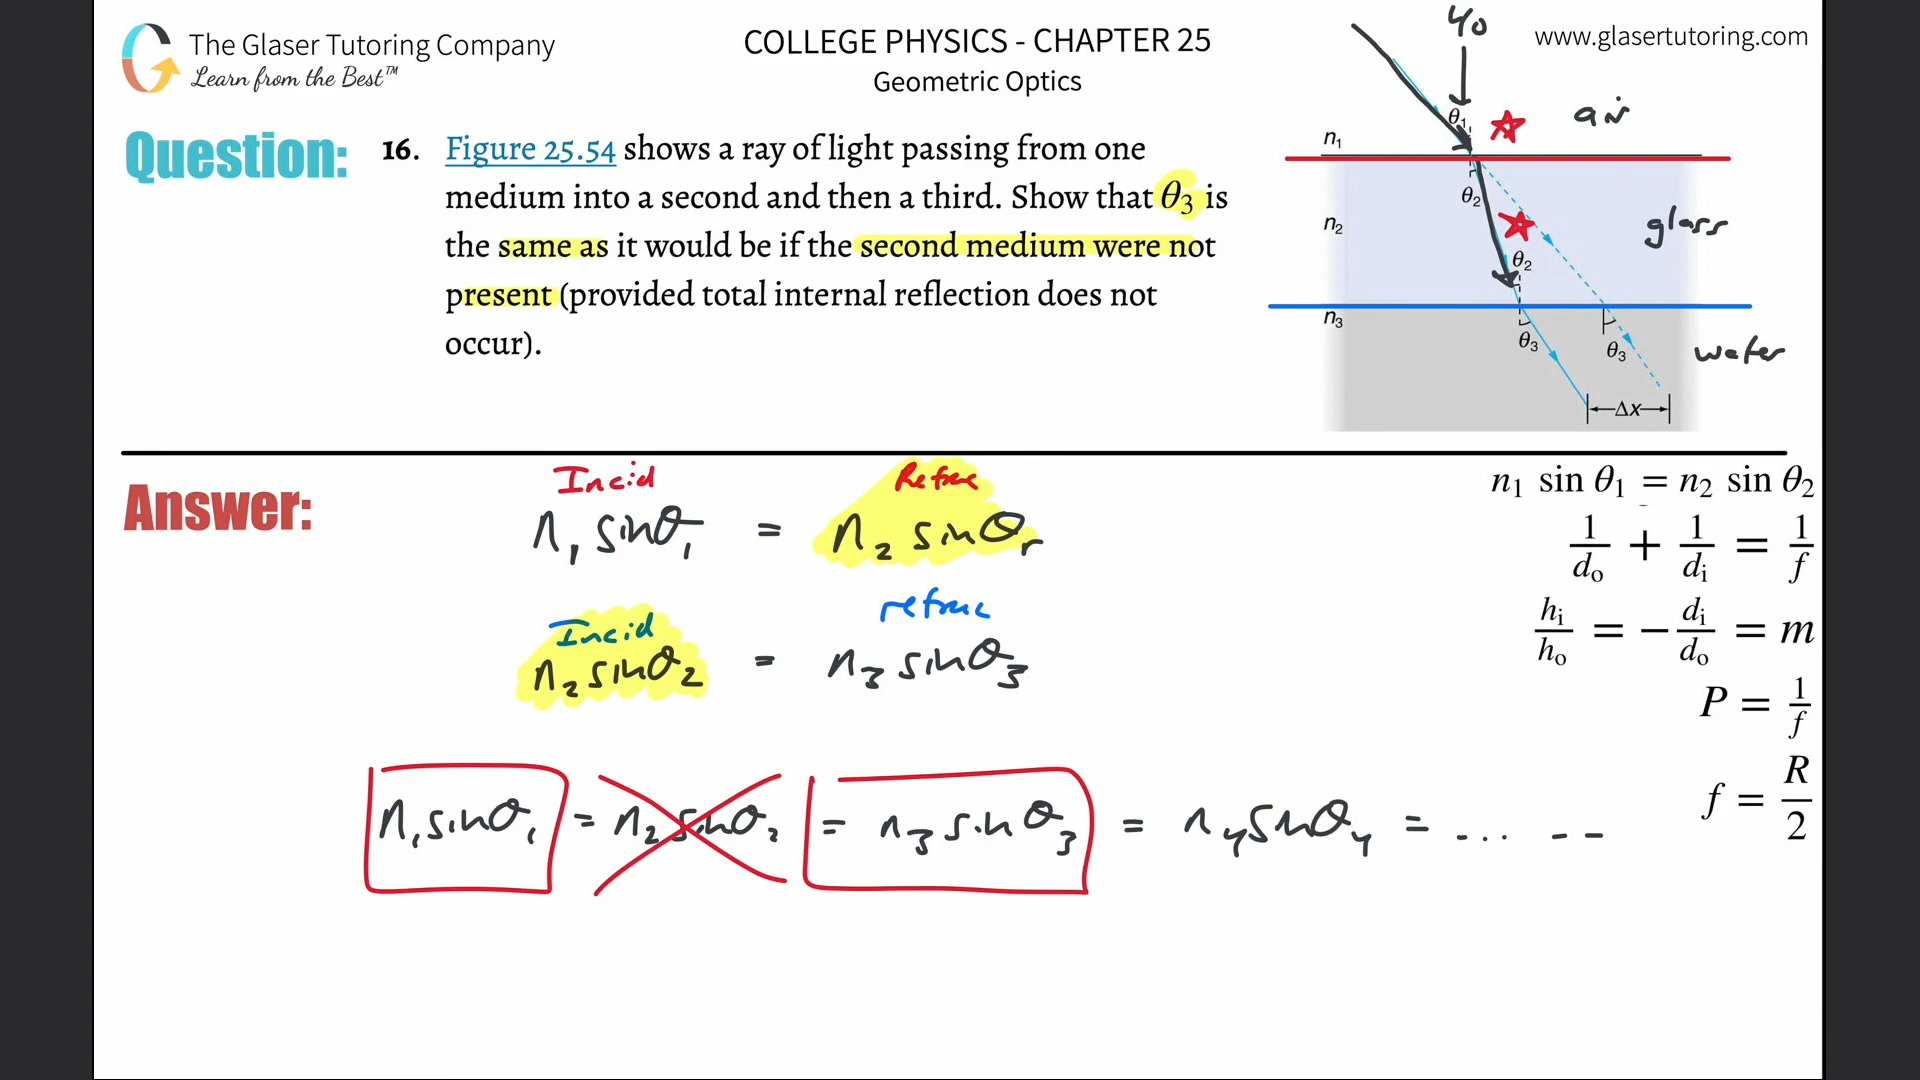 The Glaser Tutoring Company
Learn from the Best™
COLLEGE PHYSICS - CHAPTER 25
Geometric Optics
www.glasertutoring.com
Question:
16. Figure 25.54 shows a ray of light passing from one
medium into a second and then a third. Show that θ₃ is
the same as it would be if the second medium were not
present (provided total internal reflection does not
occur).
40
θ₁
air
n₁
θ₂
n₂
glass
θ₂
n₃
θ₃
θ₃
water
Δx
Answer:
Incid
Refrac
n₁ sinθ₁ = n₂ sinθᵣ
Incid
refrac
n₂ sinθ₂ = n₃ sinθ₃
n₁ sinθ₁ = n₂ sinθ₂ = n₃ sinθ₃ = n₄ sinθ₄ = ... --
n₁ sin θ₁ = n₂ sin θ₂
1/dₒ + 1/dᵢ = 1/f
hᵢ/hₒ = −dᵢ/dₒ = m
P = 1/f
f = R/2